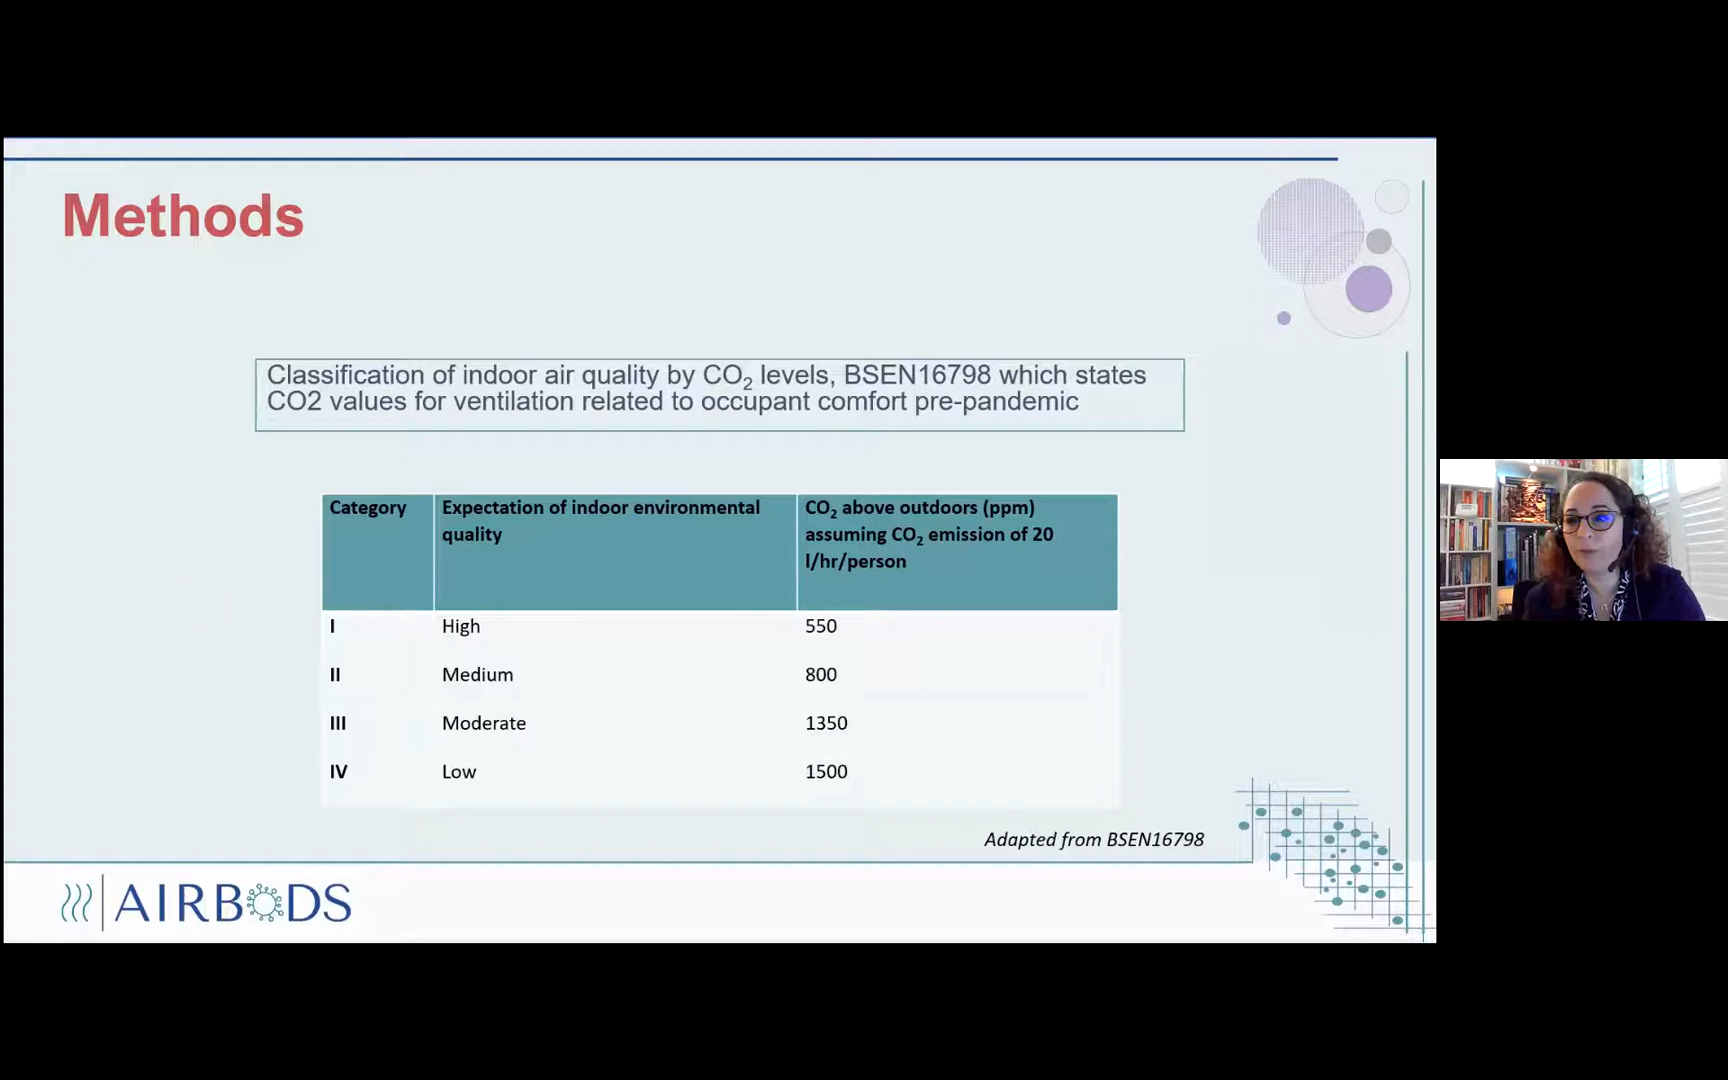 Methods
Classification of indoor air quality by CO₂ levels, BSEN16798 which states
CO2 values for ventilation related to occupant comfort pre-pandemic
Category
Expectation of indoor environmental
quality
CO₂ above outdoors (ppm)
assuming CO₂ emission of 20
l/hr/person
I High 550
II Medium 800
III Moderate 1350
IV Low 1500
Adapted from BSEN16798
AIRBODS